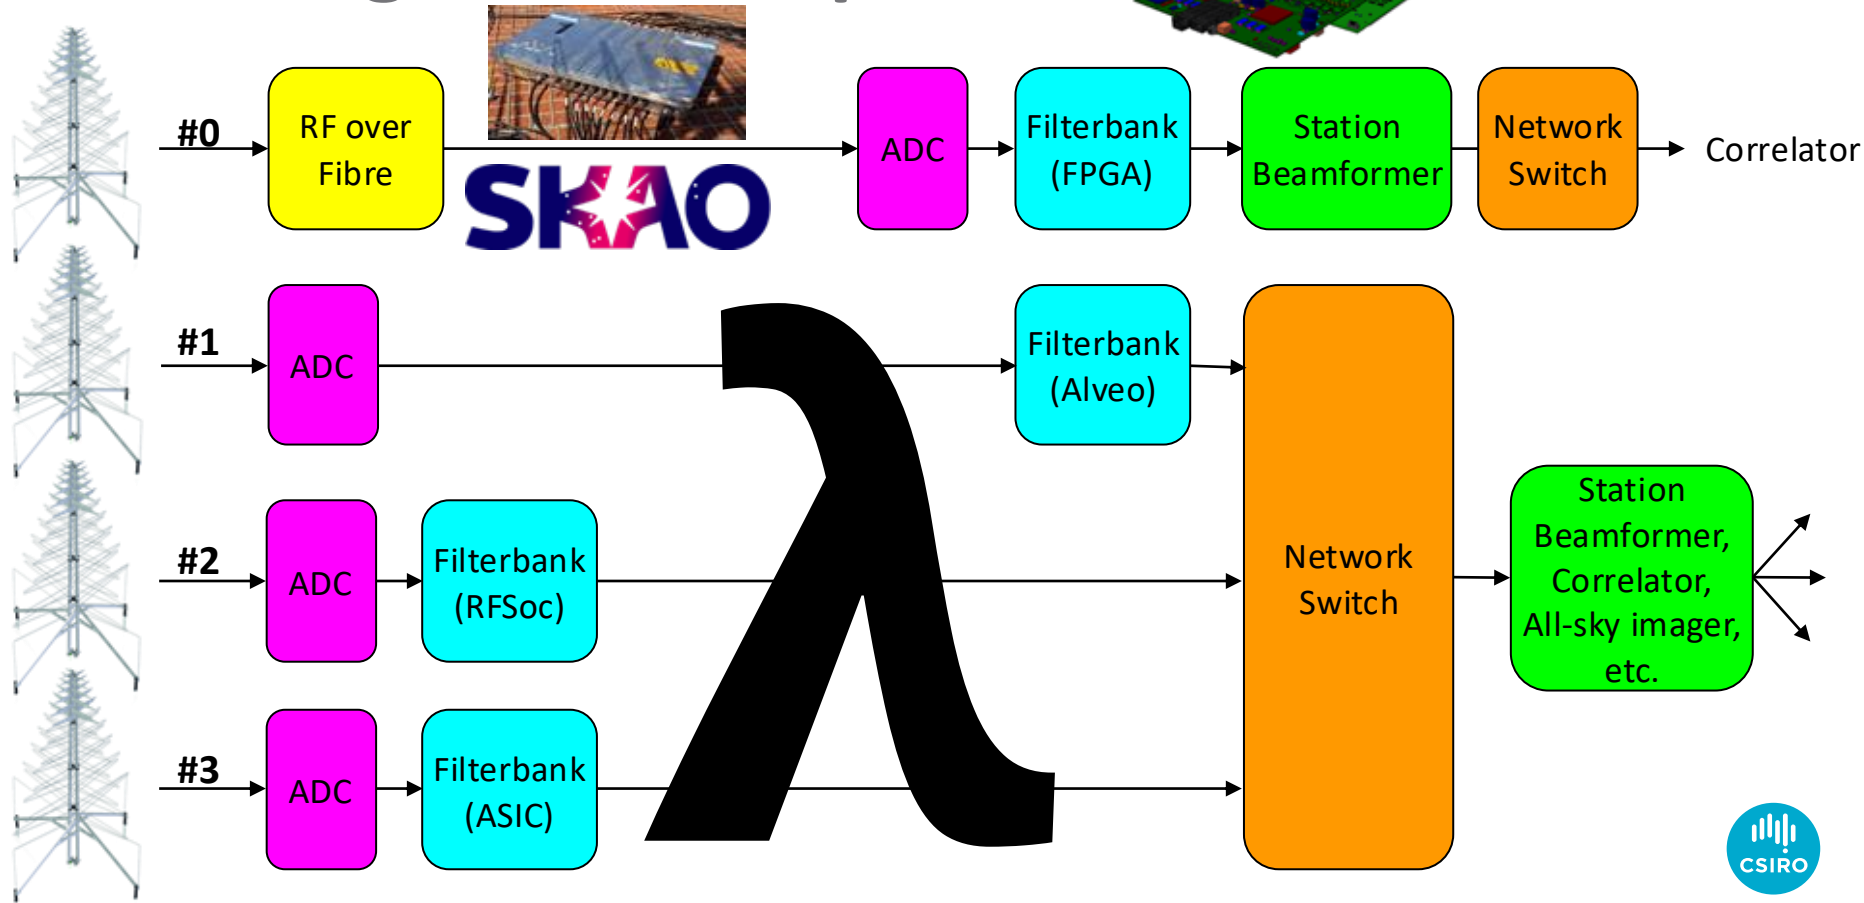 #0
RF over
Fibre
SKAO
ADC
Filterbank
(FPGA)
Station
Beamformer
Network
Switch
Correlator
#1
ADC
λ
Filterbank
(Alveo)
#2
ADC
Filterbank
(RFSoc)
Network
Switch
Station
Beamformer,
Correlator,
All-sky imager,
etc.
#3
ADC
Filterbank
(ASIC)
CSIRO